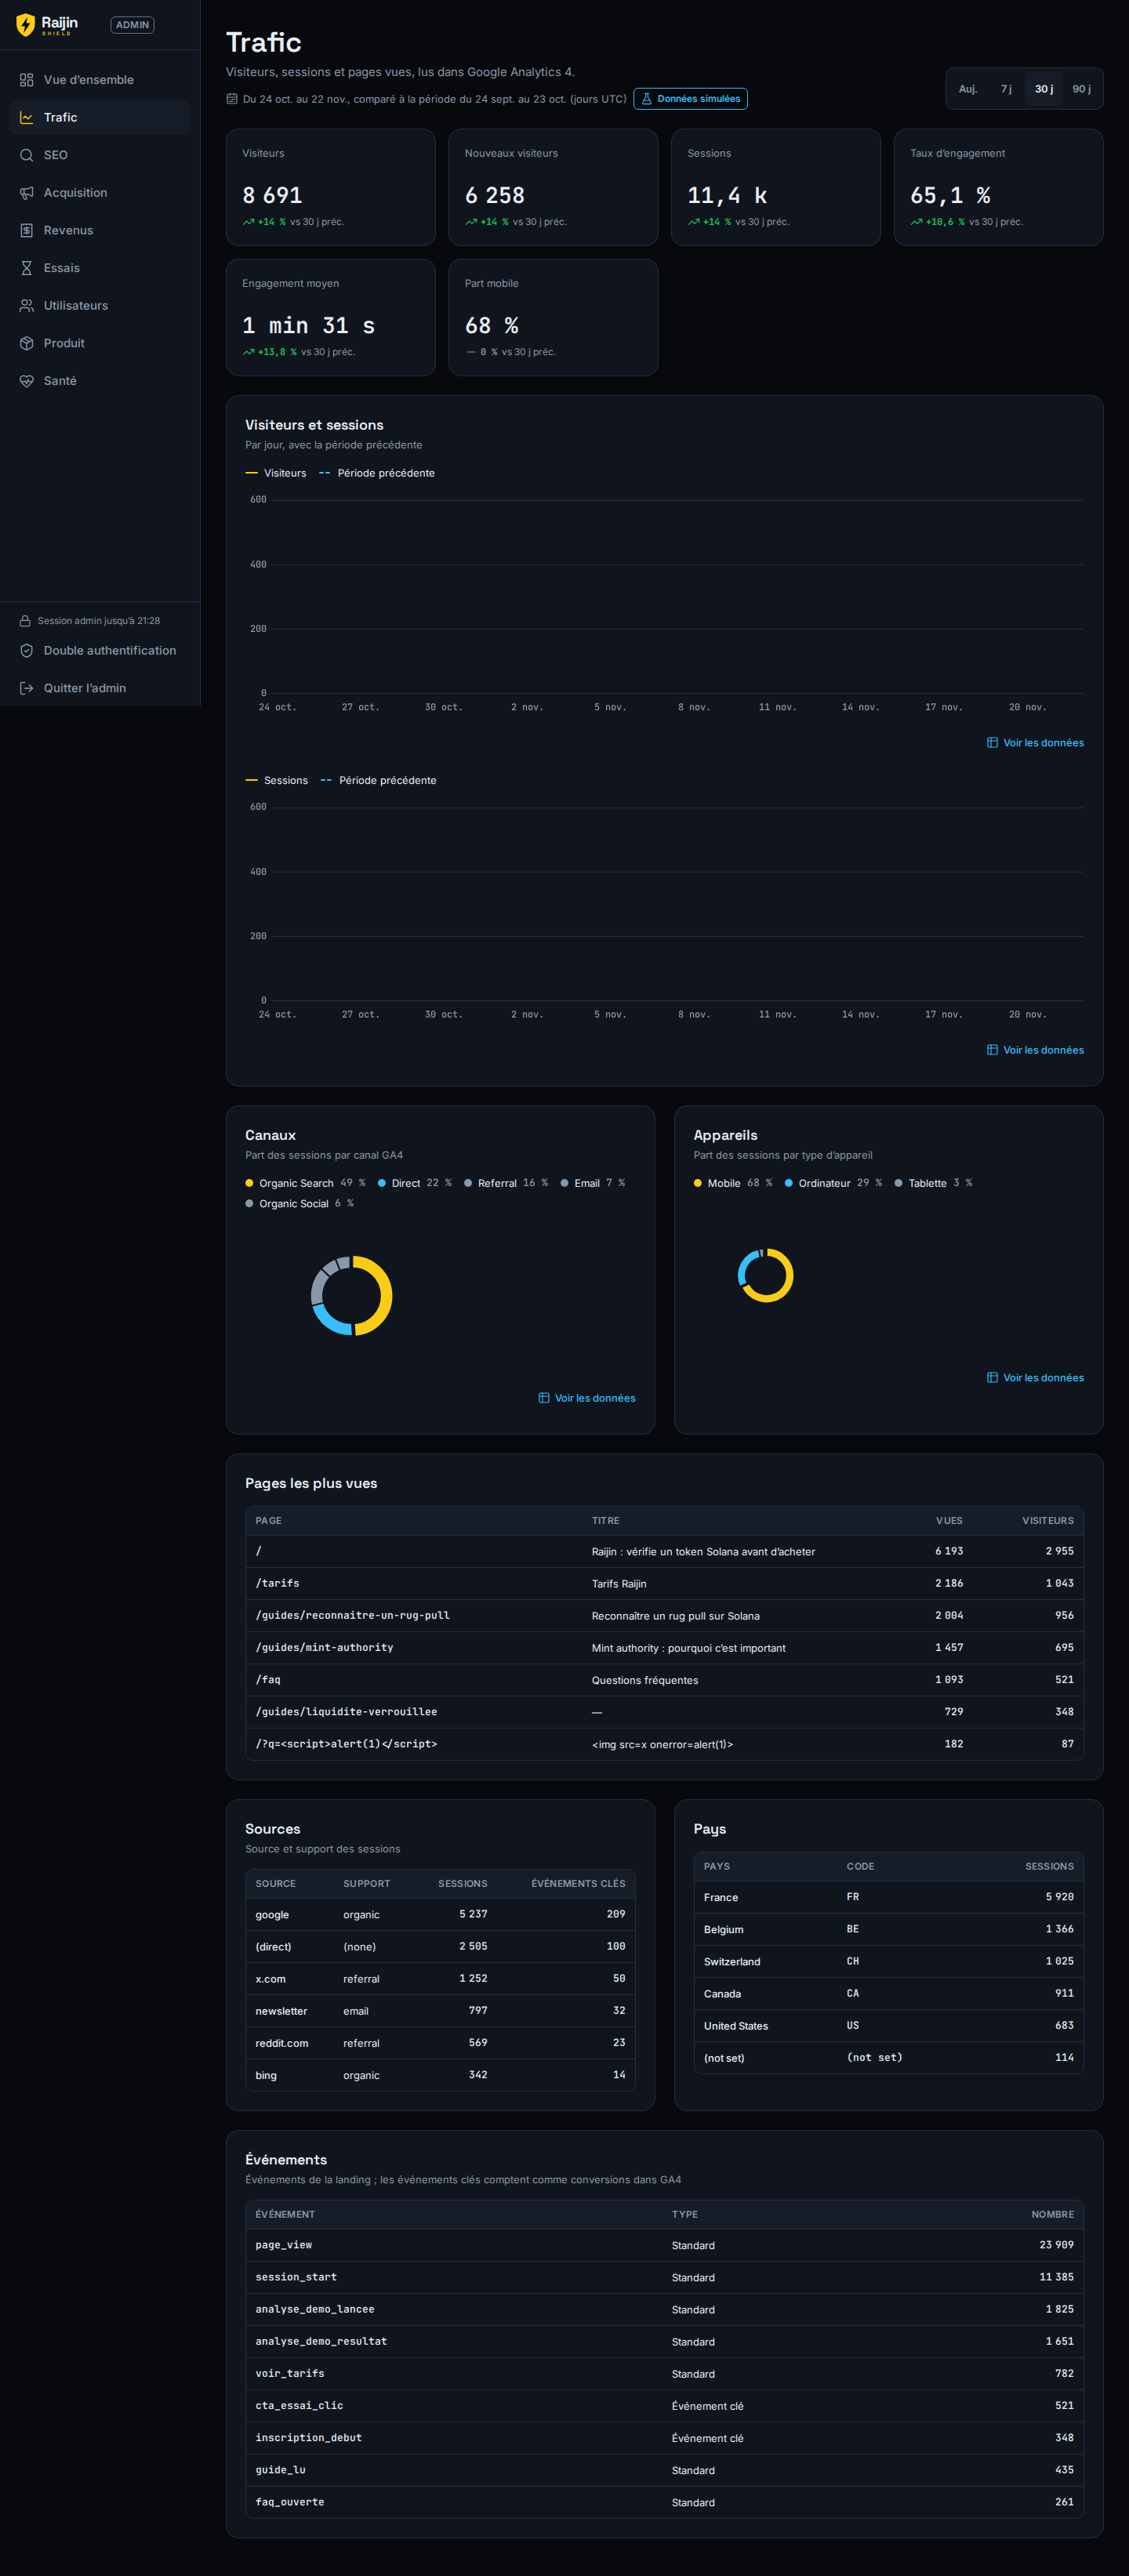 Raijin
SHIELD
ADMIN
Vue d’ensemble
Trafic
SEO
Acquisition
Revenus
Essais
Utilisateurs
Produit
Santé
Session admin jusqu’à 21:28
Double authentification
Quitter l’admin
Trafic
Visiteurs, sessions et pages vues, lus dans Google Analytics 4.
Du 24 oct. au 22 nov., comparé à la période du 24 sept. au 23 oct. (jours UTC) Données simulées
Auj. 7 j 30 j 90 j
Visiteurs
8 691
+14 % vs 30 j préc.
Nouveaux visiteurs
6 258
+14 % vs 30 j préc.
Sessions
11,4 k
+14 % vs 30 j préc.
Taux d’engagement
65,1 %
+10,6 % vs 30 j préc.
Engagement moyen
1 min 31 s
+13,8 % vs 30 j préc.
Part mobile
68 %
— 0 % vs 30 j préc.
Visiteurs et sessions
Par jour, avec la période précédente
Visiteurs Période précédente
600
400
200
0
24 oct. 27 oct. 30 oct. 2 nov. 5 nov. 8 nov. 11 nov. 14 nov. 17 nov. 20 nov.
Voir les données
Sessions Période précédente
600
400
200
0
24 oct. 27 oct. 30 oct. 2 nov. 5 nov. 8 nov. 11 nov. 14 nov. 17 nov. 20 nov.
Voir les données
Canaux
Part des sessions par canal GA4
Organic Search 49 % Direct 22 % Referral 16 % Email 7 %
Organic Social 6 %
Voir les données
Appareils
Part des sessions par type d’appareil
Mobile 68 % Ordinateur 29 % Tablette 3 %
Voir les données
Pages les plus vues
PAGE TITRE VUES VISITEURS
/ Raijin : vérifie un token Solana avant d’acheter 6 193 2 955
/tarifs Tarifs Raijin 2 186 1 043
/guides/reconnaitre-un-rug-pull Reconnaître un rug pull sur Solana 2 004 956
/guides/mint-authority Mint authority : pourquoi c’est important 1 457 695
/faq Questions fréquentes 1 093 521
/guides/liquidite-verrouillee — 729 348
/?q=<script>alert(1)</script> <img src=x onerror=alert(1)> 182 87
Sources
Source et support des sessions
SOURCE SUPPORT SESSIONS ÉVÉNEMENTS CLÉS
google organic 5 237 209
(direct) (none) 2 505 100
x.com referral 1 252 50
newsletter email 797 32
reddit.com referral 569 23
bing organic 342 14
Pays
PAYS CODE SESSIONS
France FR 5 920
Belgium BE 1 366
Switzerland CH 1 025
Canada CA 911
United States US 683
(not set) (not set) 114
Événements
Événements de la landing ; les événements clés comptent comme conversions dans GA4
ÉVÉNEMENT TYPE NOMBRE
page_view Standard 23 909
session_start Standard 11 385
analyse_demo_lancee Standard 1 825
analyse_demo_resultat Standard 1 651
voir_tarifs Standard 782
cta_essai_clic Événement clé 521
inscription_debut Événement clé 348
guide_lu Standard 435
faq_ouverte Standard 261